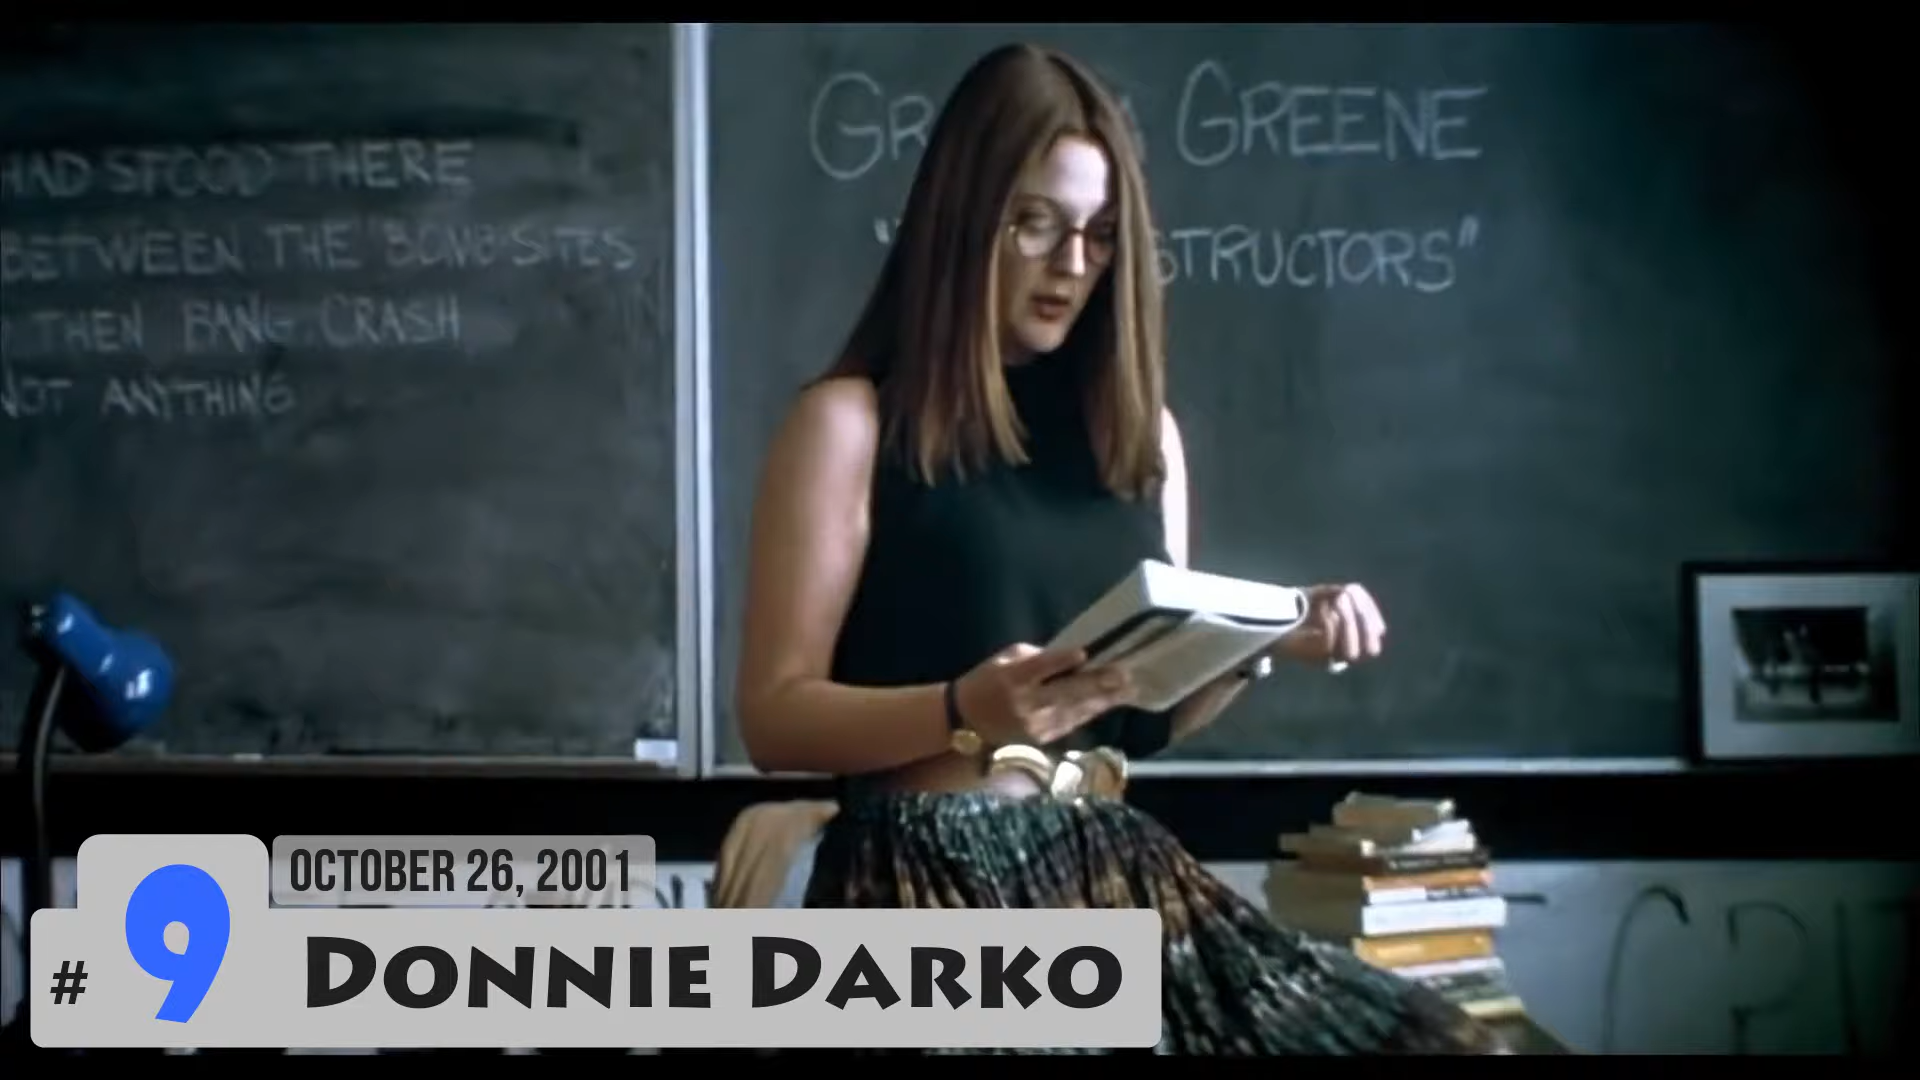 HAD STOOD THERE
BETWEEN THE BOMB-SITES
THEN BANG CRASH
NOT ANYTHING
GR GREENE
"STRUCTORS"
OCTOBER 26, 2001
# 9 DONNIE DARKO